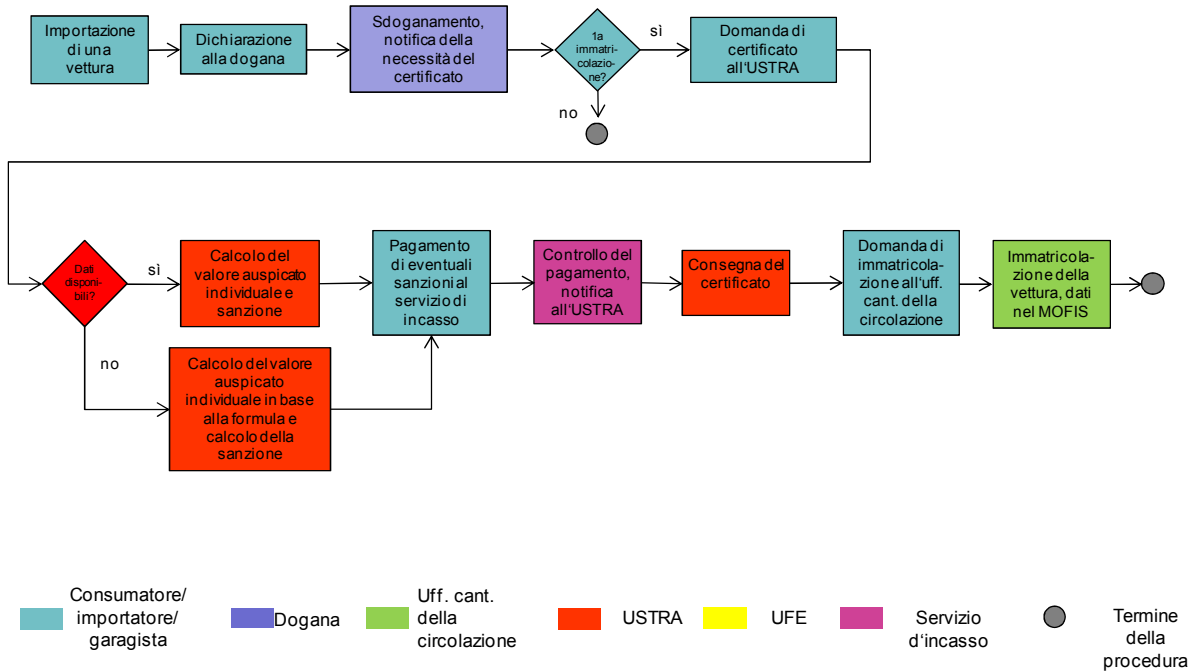 Importazione
di una
vettura
Dichiarazione
alla dogana
Sdoganamento,
notifica della
necessità del
certificato
1a
immatri-
colazio-
ne?
sì
no
Domanda di
certificato
all'USTRA
Dati
disponi-
bili?
sì
no
Calcolo del
valore auspicato
individuale e
sanzione
Calcolo del valore
auspicato
individuale in base
alla formula e
calcolo della
sanzione
Pagamento
di eventuali
sanzioni al
servizio di
incasso
Controllo del
pagamento,
notifica
all'USTRA
Consegna del
certificato
Domanda di
immatricola-
zione all'uff.
cant. della
circolazione
Immatricola-
zione della
vettura, dati
nel MOFIS
Consumatore/
importatore/
garagista
Dogana
Uff. cant.
della
circolazione
USTRA
UFE
Servizio
d'incasso
Termine
della
procedura